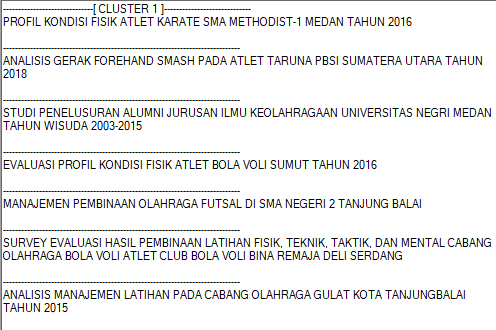 ------------------------------[ CLUSTER 1 ]------------------------------
PROFIL KONDISI FISIK ATLET KARATE SMA METHODIST-1 MEDAN TAHUN 2016
--------------------------------------------------------------------------------
ANALISIS GERAK FOREHAND SMASH PADA ATLET TARUNA PBSI SUMATERA UTARA TAHUN
2018
--------------------------------------------------------------------------------
STUDI PENELUSURAN ALUMNI JURUSAN ILMU KEOLAHRAGAAN UNIVERSITAS NEGRI MEDAN
TAHUN WISUDA 2003-2015
--------------------------------------------------------------------------------
EVALUASI PROFIL KONDISI FISIK ATLET BOLA VOLI SUMUT TAHUN 2016
--------------------------------------------------------------------------------
MANAJEMEN PEMBINAAN OLAHRAGA FUTSAL DI SMA NEGERI 2 TANJUNG BALAI
--------------------------------------------------------------------------------
SURVEY EVALUASI HASIL PEMBINAAN LATIHAN FISIK, TEKNIK, TAKTIK, DAN MENTAL CABANG
OLAHRAGA BOLA VOLI ATLET CLUB BOLA VOLI BINA REMAJA DELI SERDANG
--------------------------------------------------------------------------------
ANALISIS MANAJEMEN LATIHAN PADA CABANG OLAHRAGA GULAT KOTA TANJUNGBALAI
TAHUN 2015